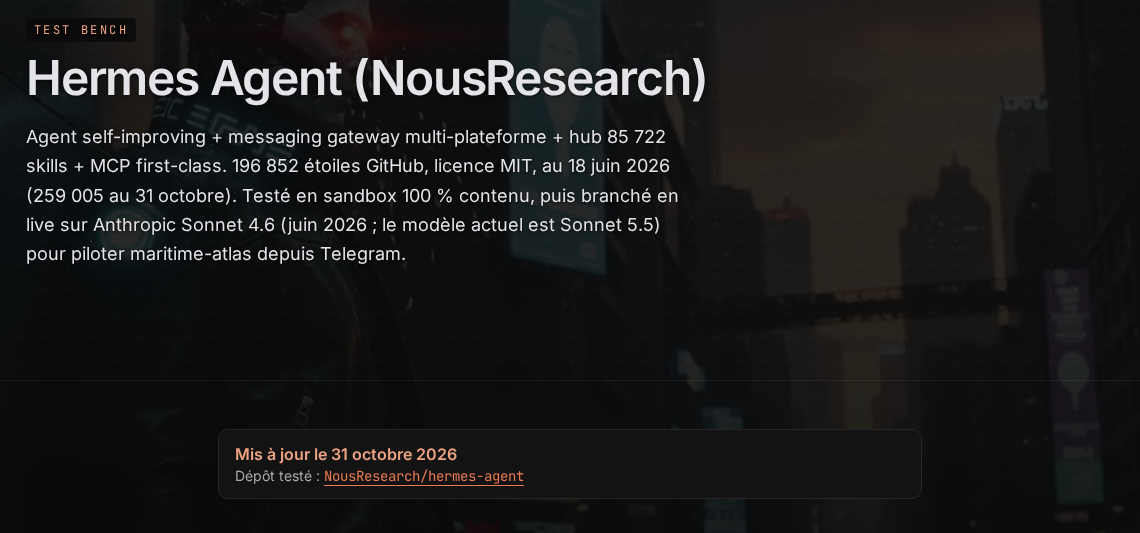 TEST BENCH
Hermes Agent (NousResearch)
Agent self-improving + messaging gateway multi-plateforme + hub 85 722
skills + MCP first-class. 196 852 étoiles GitHub, licence MIT, au 18 juin 2026
(259 005 au 31 octobre). Testé en sandbox 100 % contenu, puis branché en
live sur Anthropic Sonnet 4.6 (juin 2026 ; le modèle actuel est Sonnet 5.5)
pour piloter maritime-atlas depuis Telegram.
Mis à jour le 31 octobre 2026
Dépôt testé : NousResearch/hermes-agent